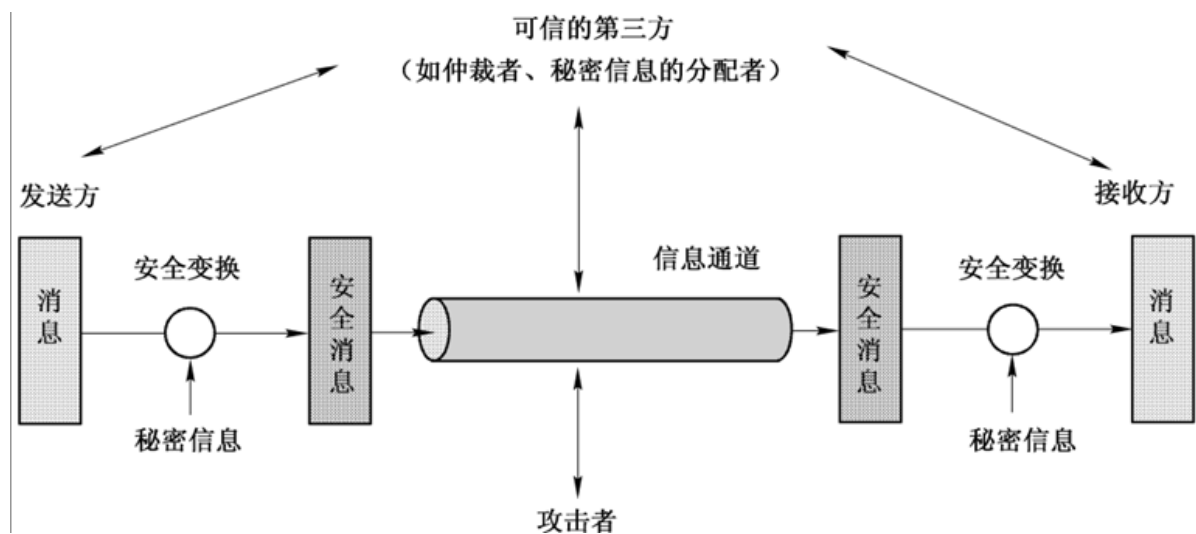 可信的第三方
（如仲裁者、秘密信息的分配者）
发送方
接收方
信息通道
安全变换
安全变换
消息
安全消息
安全消息
消息
秘密信息
秘密信息
攻击者